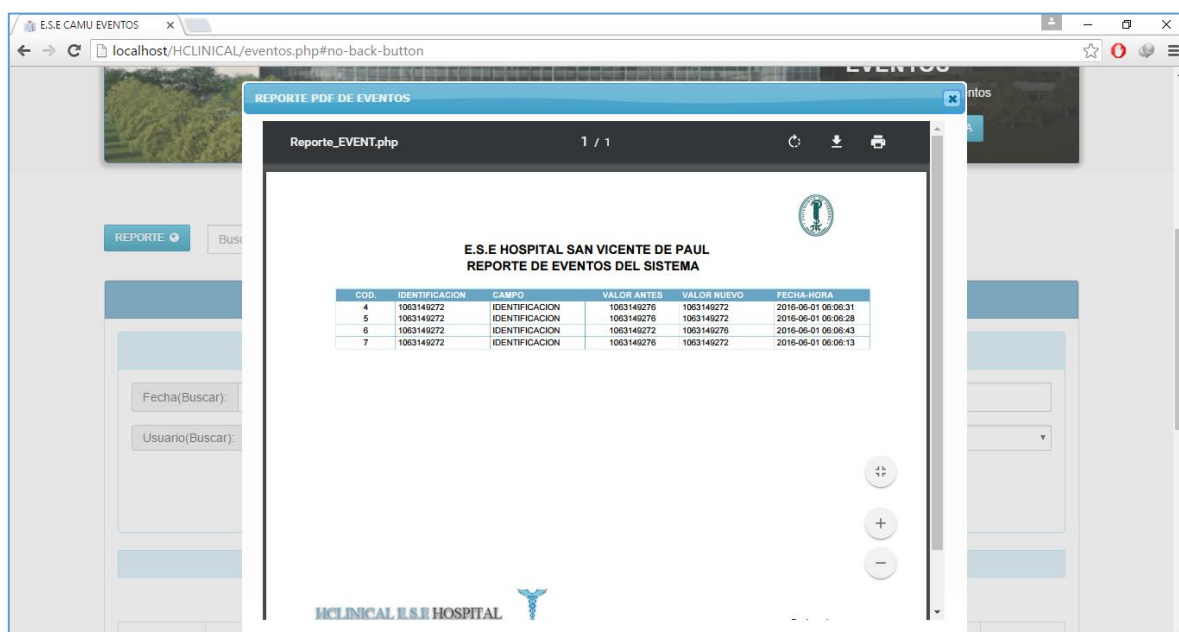 E.S.E CAMU EVENTOS
localhost/HCLINICAL/eventos.php#no-back-button
EVENTOS
REPORTE PDF DE EVENTOS
ntos
Reporte_EVENT.php 1 / 1
A
REPORTE
Busc
E.S.E HOSPITAL SAN VICENTE DE PAUL
REPORTE DE EVENTOS DEL SISTEMA
COD. IDENTIFICACION CAMPO VALOR ANTES VALOR NUEVO FECHA-HORA
4 1063149272 IDENTIFICACION 1063149276 1063149272 2016-06-01 06:06:31
5 1063149272 IDENTIFICACION 1063149276 1063149272 2016-06-01 06:06:28
6 1063149272 IDENTIFICACION 1063149272 1063149276 2016-06-01 06:06:43
7 1063149272 IDENTIFICACION 1063149276 1063149272 2016-06-01 06:06:13
Fecha(Buscar):
Usuario(Buscar):
HCLINICAL E.S.E HOSPITAL